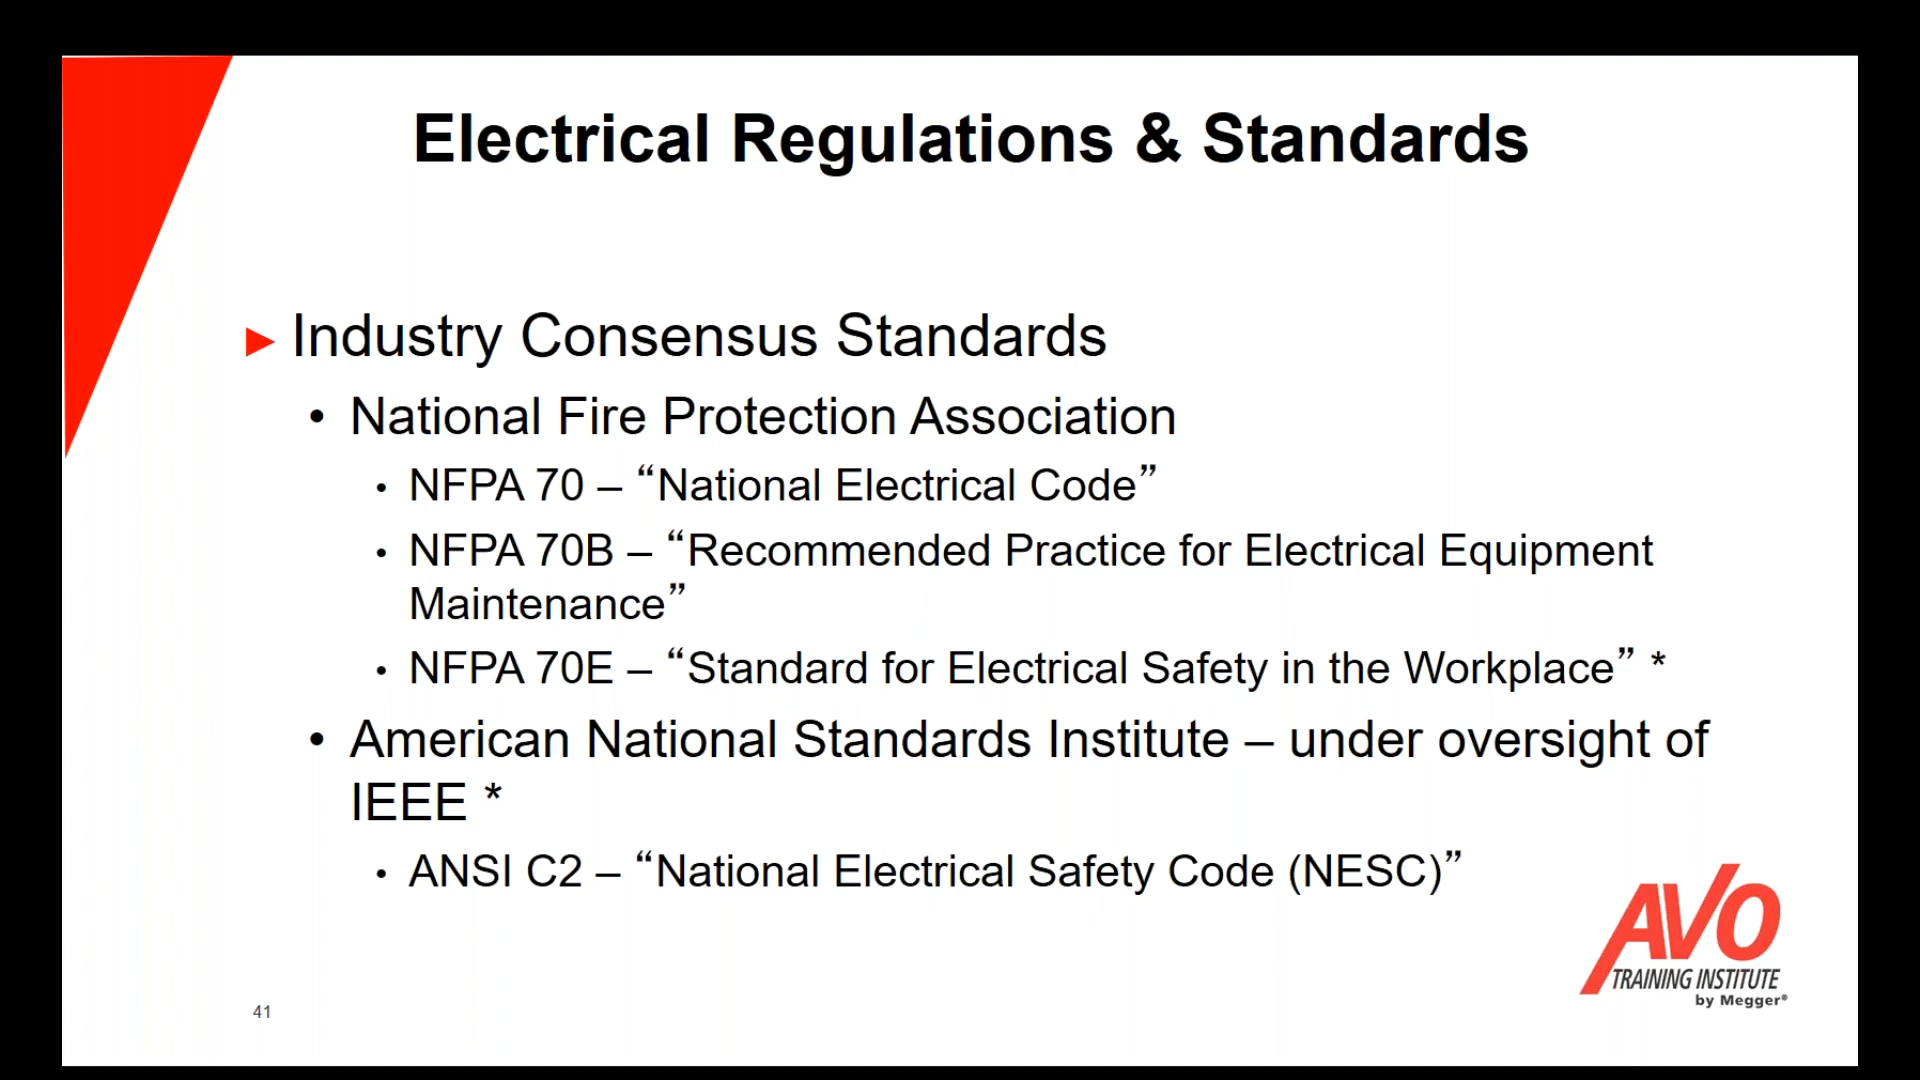 Electrical Regulations & Standards
► Industry Consensus Standards
• National Fire Protection Association
• NFPA 70 – “National Electrical Code”
• NFPA 70B – “Recommended Practice for Electrical Equipment
Maintenance”
• NFPA 70E – “Standard for Electrical Safety in the Workplace” *
• American National Standards Institute – under oversight of
IEEE *
• ANSI C2 – “National Electrical Safety Code (NESC)”
AVO
TRAINING INSTITUTE
by Megger®
41